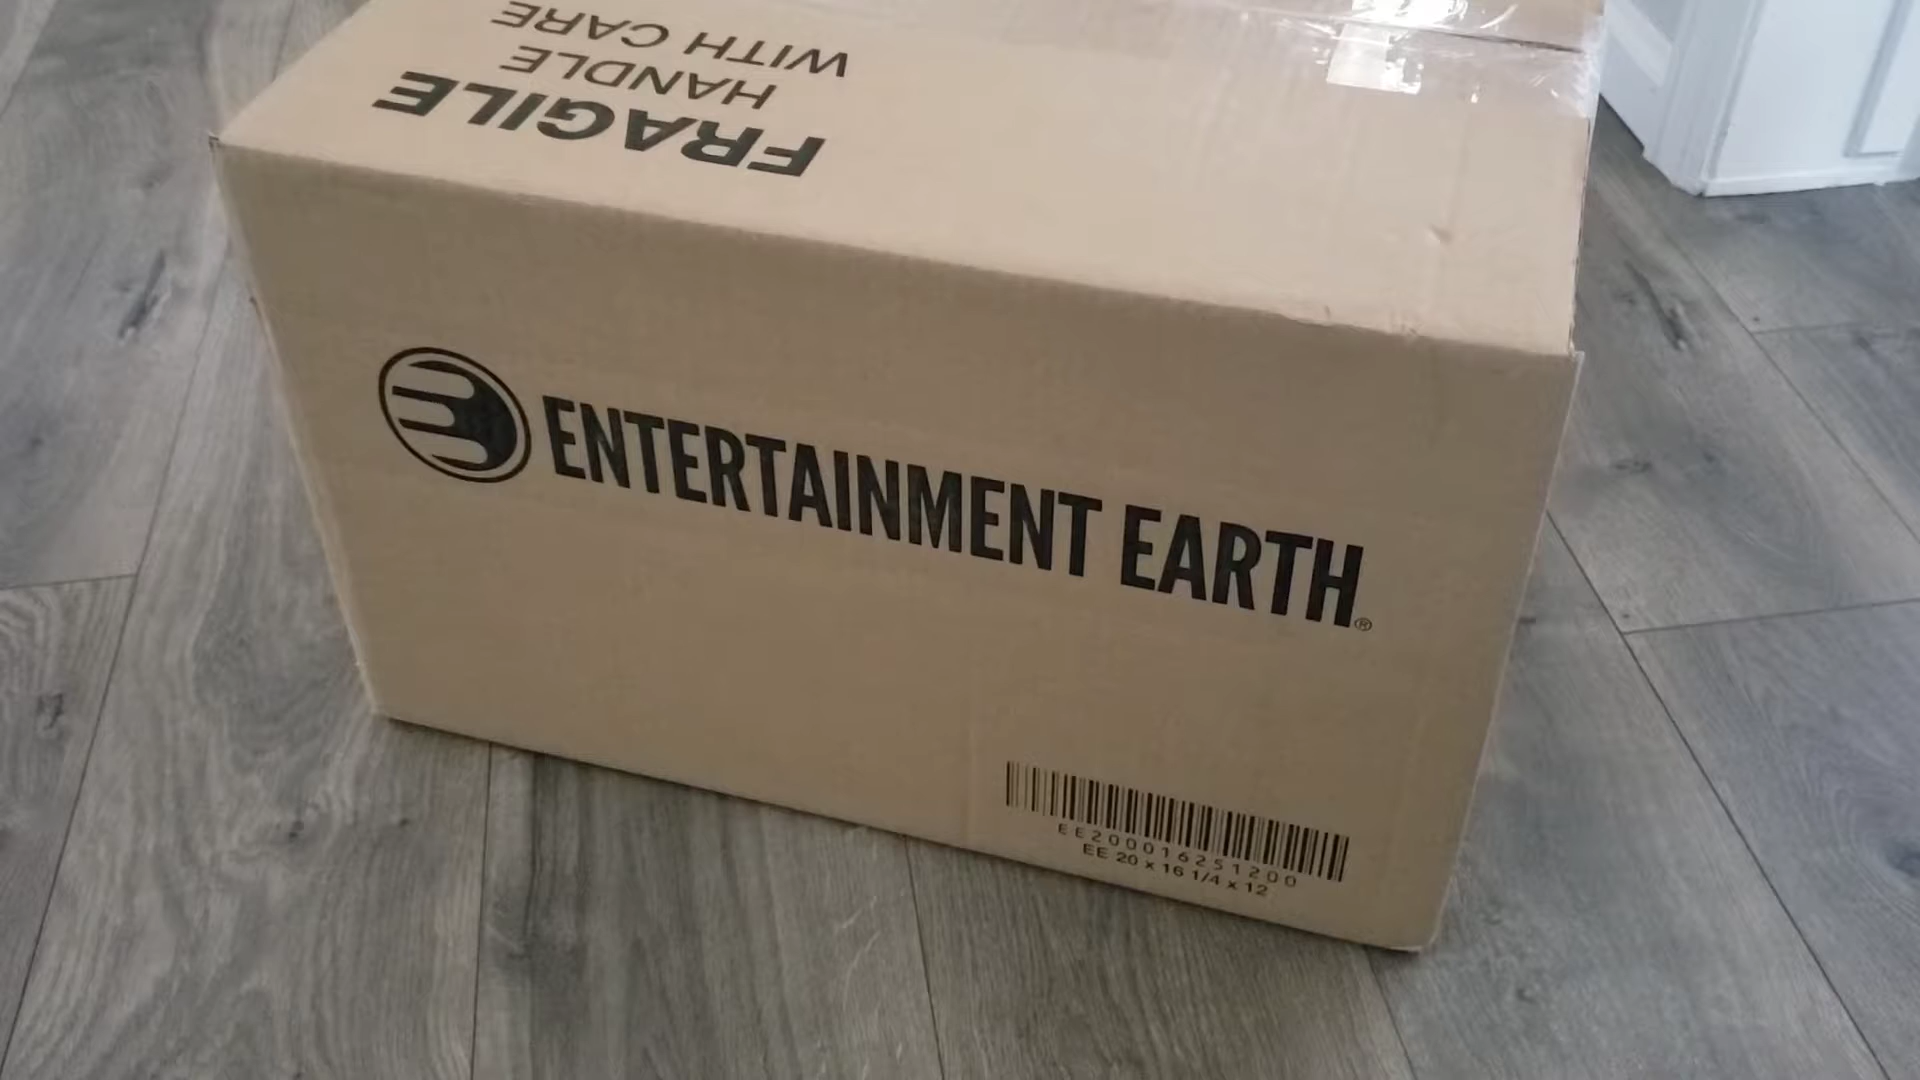 FRAGILE
HANDLE
WITH CARE
ENTERTAINMENT EARTH®
EE200016251200
EE 20 x 16 1/4 x 12